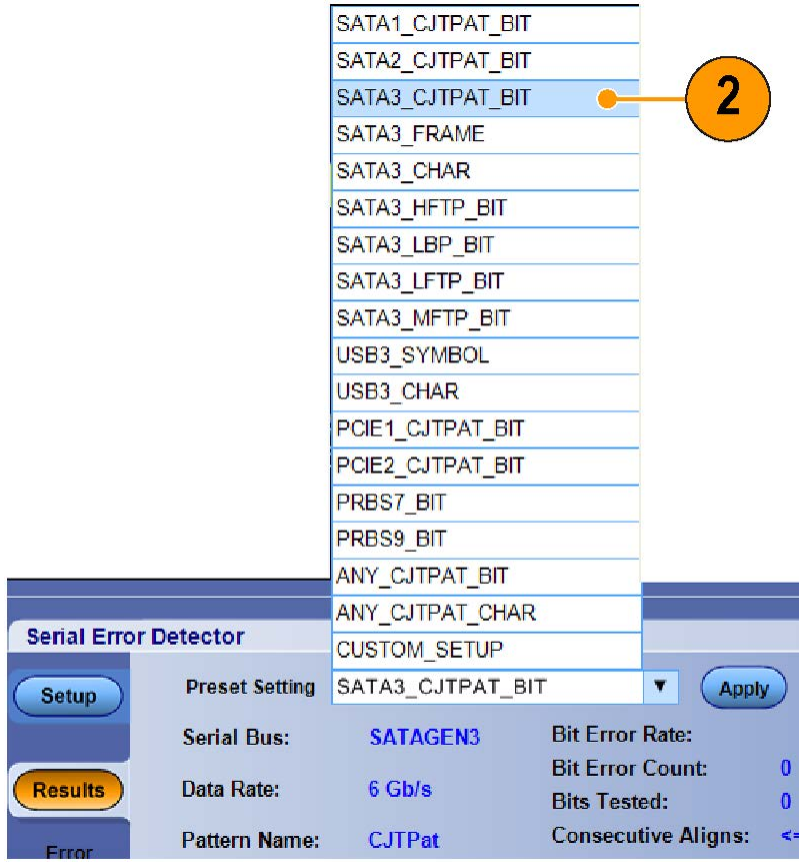 SATA1_CJTPAT_BIT
SATA2_CJTPAT_BIT
SATA3_CJTPAT_BIT
2
SATA3_FRAME
SATA3_CHAR
SATA3_HFTP_BIT
SATA3_LBP_BIT
SATA3_LFTP_BIT
SATA3_MFTP_BIT
USB3_SYMBOL
USB3_CHAR
PCIE1_CJTPAT_BIT
PCIE2_CJTPAT_BIT
PRBS7_BIT
PRBS9_BIT
ANY_CJTPAT_BIT
ANY_CJTPAT_CHAR
CUSTOM_SETUP
Serial Error Detector
Setup
Preset Setting SATA3_CJTPAT_BIT ▼ Apply
Serial Bus: SATAGEN3 Bit Error Rate:
Bit Error Count: 0
Results
Data Rate: 6 Gb/s
Bits Tested: 0
Pattern Name: CJTPat Consecutive Aligns: <=
Error